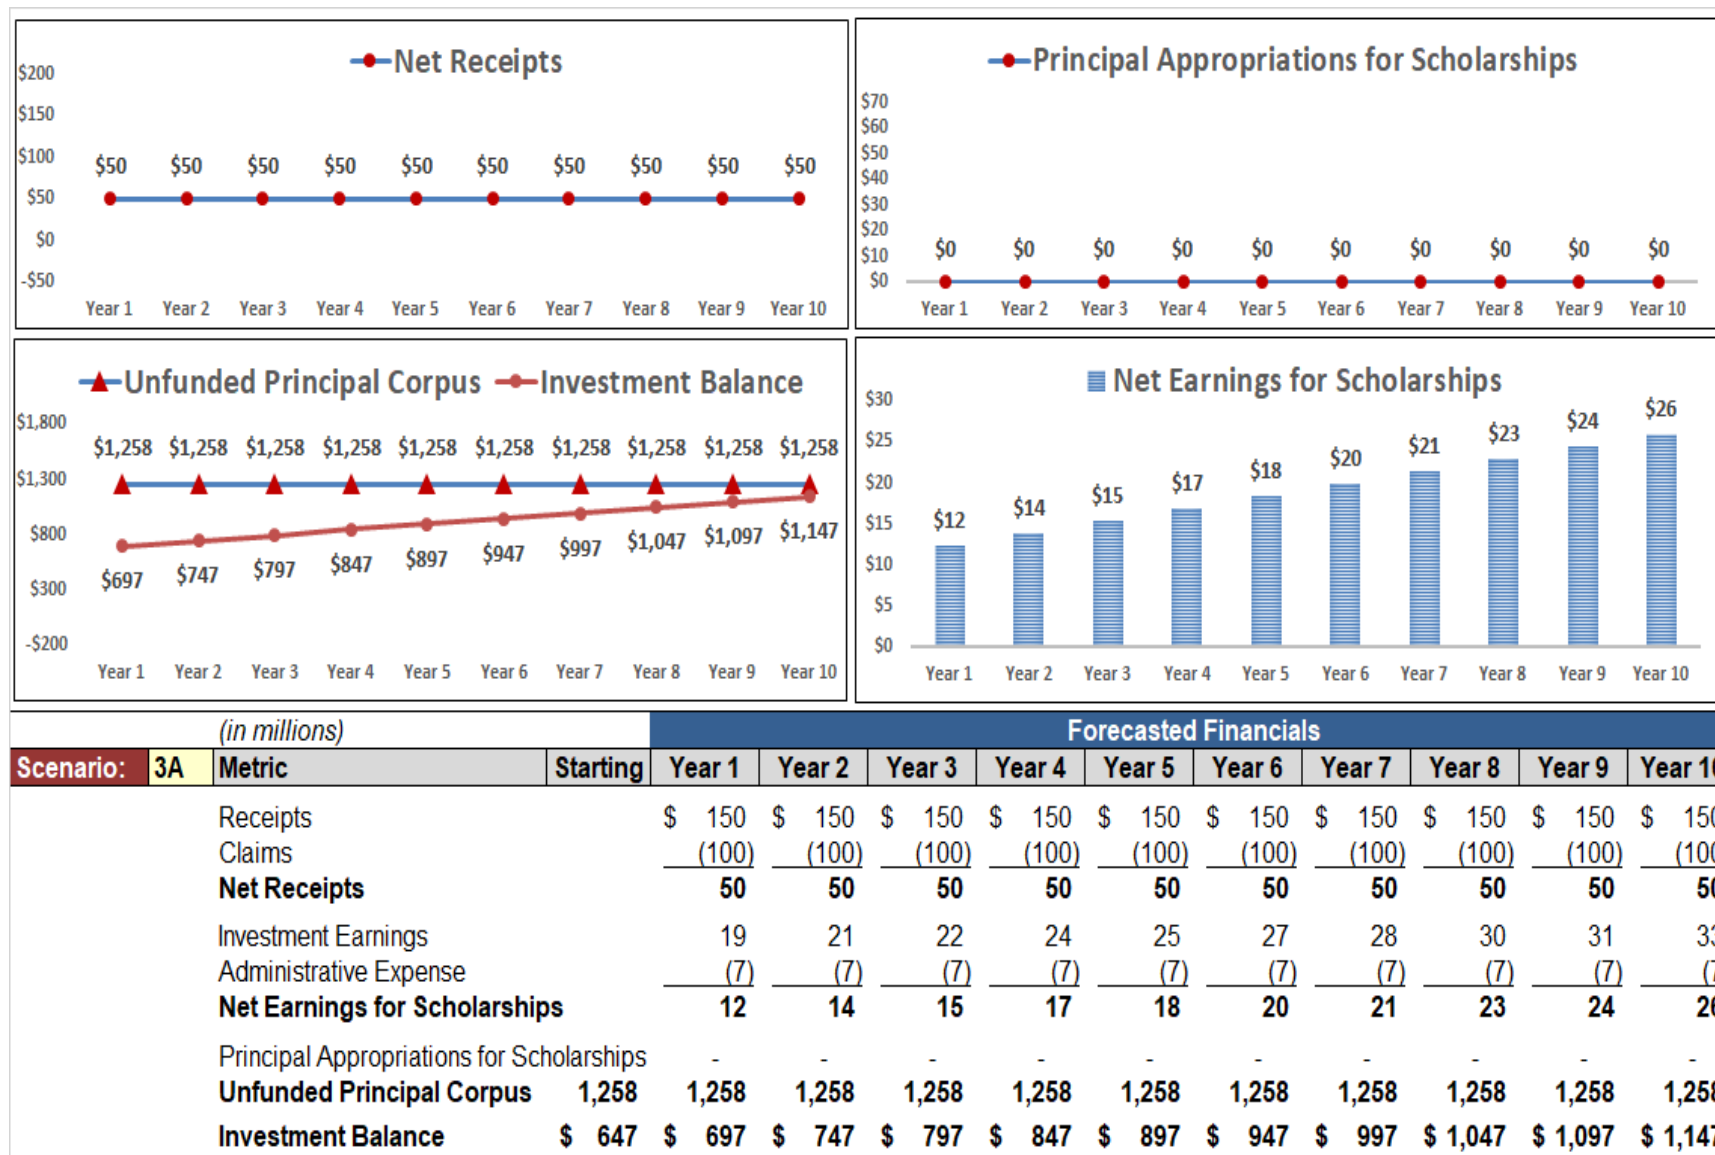 Net Receipts
$200
$150
$100
$50
$0
-$50
$50 $50 $50 $50 $50 $50 $50 $50 $50 $50
Year 1 Year 2 Year 3 Year 4 Year 5 Year 6 Year 7 Year 8 Year 9 Year 10
Principal Appropriations for Scholarships
$70
$60
$50
$40
$30
$20
$10
$0
$0 $0 $0 $0 $0 $0 $0 $0 $0 $0
Year 1 Year 2 Year 3 Year 4 Year 5 Year 6 Year 7 Year 8 Year 9 Year 10
Unfunded Principal Corpus Investment Balance
$1,800
$1,300
$800
$300
-$200
$1,258 $1,258 $1,258 $1,258 $1,258 $1,258 $1,258 $1,258 $1,258 $1,258
$697 $747 $797 $847 $897 $947 $997 $1,047 $1,097 $1,147
Year 1 Year 2 Year 3 Year 4 Year 5 Year 6 Year 7 Year 8 Year 9 Year 10
Net Earnings for Scholarships
$30
$25
$20
$15
$10
$5
$0
$12 $14 $15 $17 $18 $20 $21 $23 $24 $26
Year 1 Year 2 Year 3 Year 4 Year 5 Year 6 Year 7 Year 8 Year 9 Year 10
(in millions) Forecasted Financials
Scenario: 3A Metric Starting Year 1 Year 2 Year 3 Year 4 Year 5 Year 6 Year 7 Year 8 Year 9 Year 10
Receipts $ 150 $ 150 $ 150 $ 150 $ 150 $ 150 $ 150 $ 150 $ 150 $ 150
Claims (100) (100) (100) (100) (100) (100) (100) (100) (100) (100
Net Receipts 50 50 50 50 50 50 50 50 50 50
Investment Earnings 19 21 22 24 25 27 28 30 31 33
Administrative Expense (7) (7) (7) (7) (7) (7) (7) (7) (7) (7
Net Earnings for Scholarships 12 14 15 17 18 20 21 23 24 26
Principal Appropriations for Scholarships - - - - - - - - - -
Unfunded Principal Corpus 1,258 1,258 1,258 1,258 1,258 1,258 1,258 1,258 1,258 1,258 1,258
Investment Balance $ 647 $ 697 $ 747 $ 797 $ 847 $ 897 $ 947 $ 997 $ 1,047 $ 1,097 $ 1,147